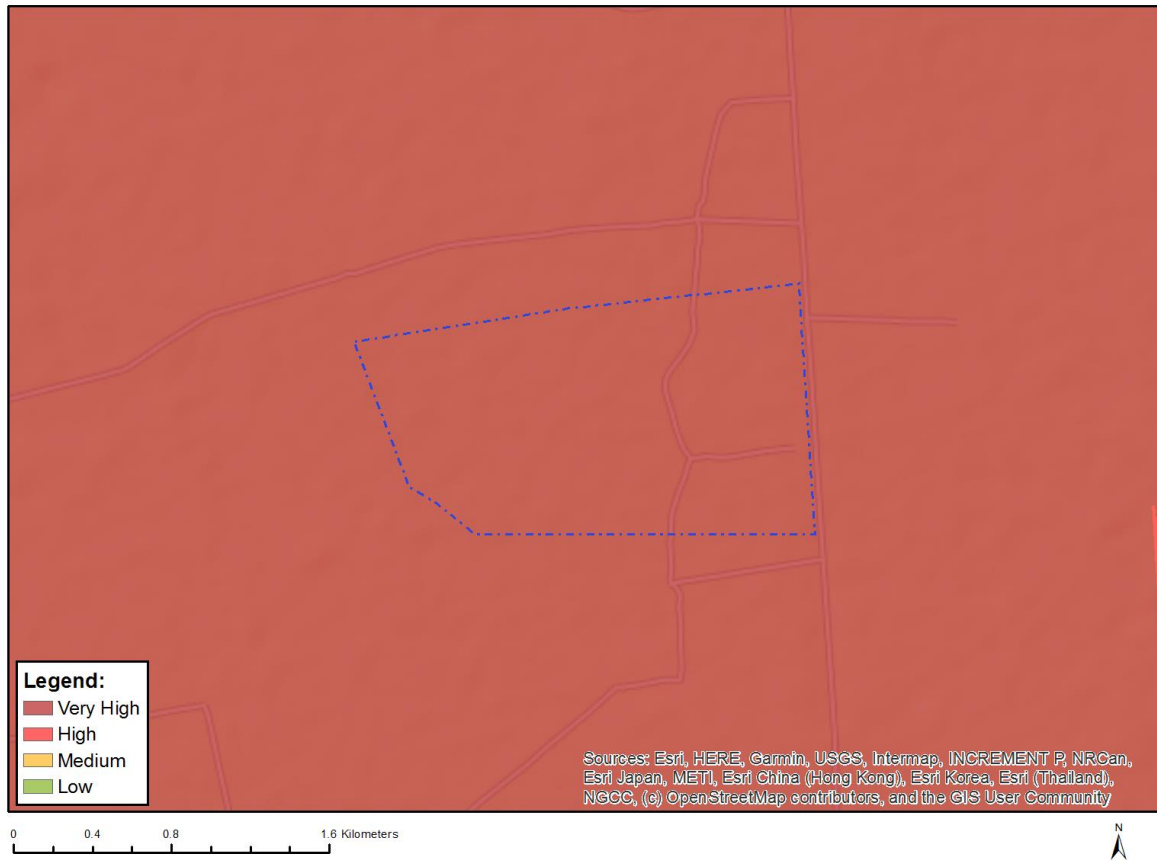 Legend:
Very High
High
Medium
Low
Sources: Esri, HERE, Garmin, USGS, Intermap, INCREMENT P, NRCan,
Esri Japan, METI, Esri China (Hong Kong), Esri Korea, Esri (Thailand),
NGCC, (c) OpenStreetMap contributors, and the GIS User Community
0 0.4 0.8 1.6 Kilometers
N